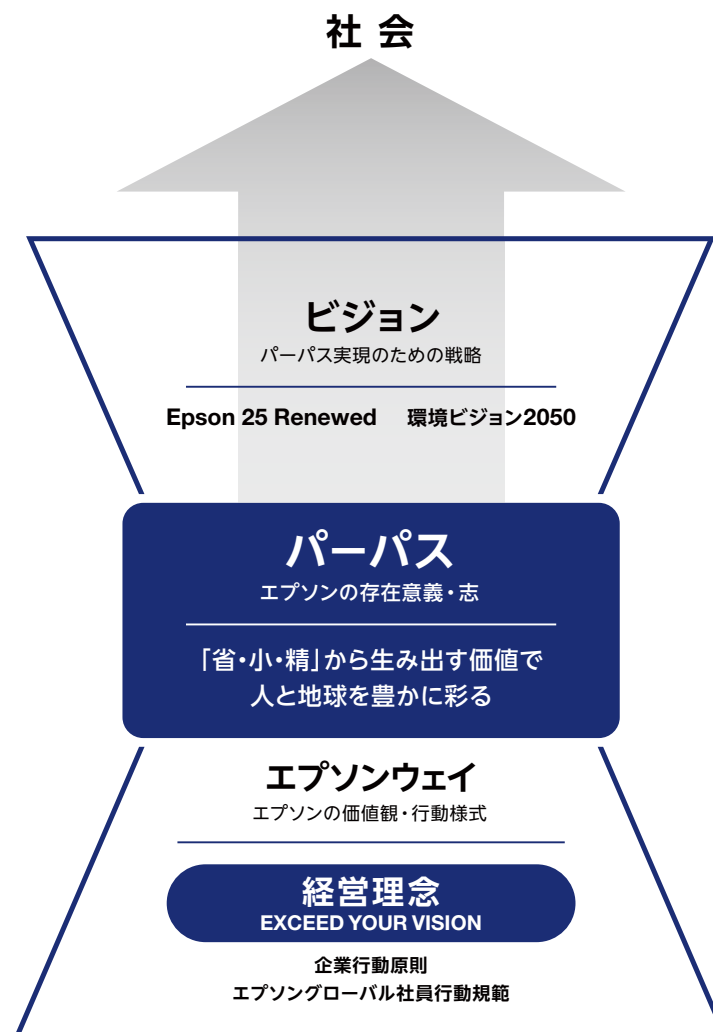 社 会
ビジョン
パーパス実現のための戦略
Epson 25 Renewed 環境ビジョン2050
パーパス
エプソンの存在意義・志
「省・小・精」から生み出す価値で
人と地球を豊かに彩る
エプソンウェイ
エプソンの価値観・行動様式
経営理念
EXCEED YOUR VISION
企業行動原則
エプソングローバル社員行動規範